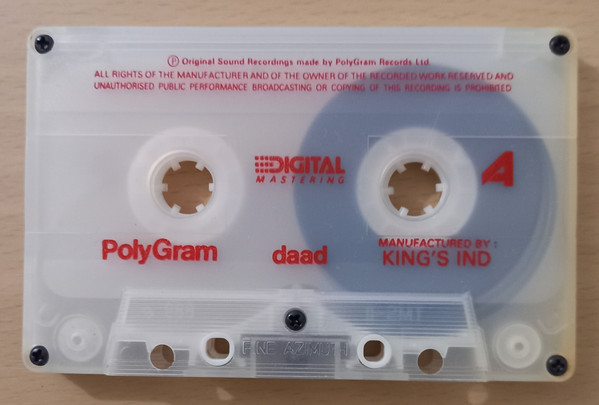 Ⓟ Original Sound Recordings made by PolyGram Records Ltd.
ALL RIGHTS OF THE MANUFACTURER AND OF THE OWNER OF THE RECORDED WORK RESERVED AND
UNAUTHORISED PUBLIC PERFORMANCE BROADCASTING OR COPYING OF THIS RECORDING IS PROHIBITED
DIGITAL
MASTERING
A
PolyGram
daad
MANUFACTURED BY :
KING'S IND
FINE AZIMUTH